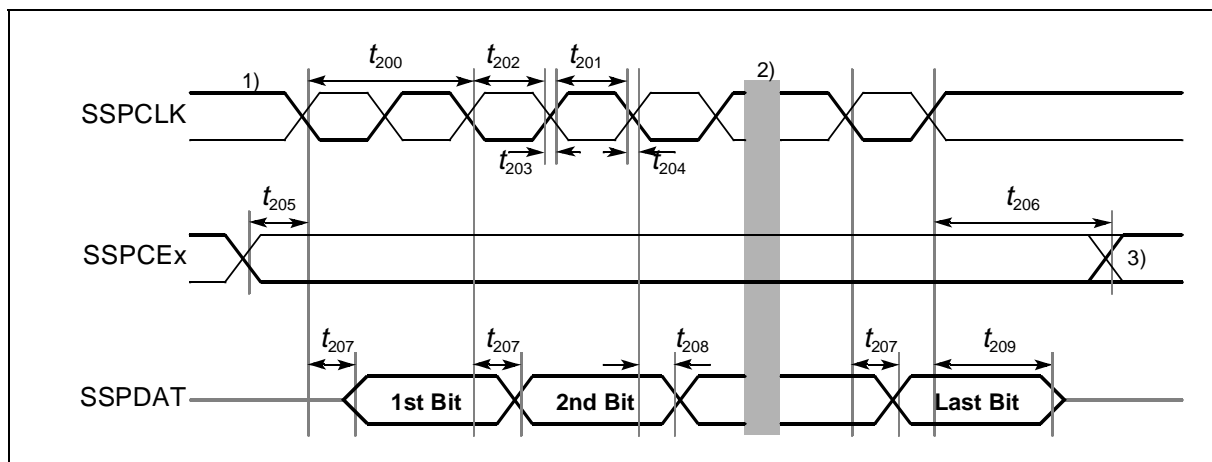 t200 t202 t201
1) 2)
SSPCLK
t203 t204
t205 t206
SSPCEx 3)
t207 t207 t208 t207 t209
SSPDAT 1st Bit 2nd Bit Last Bit